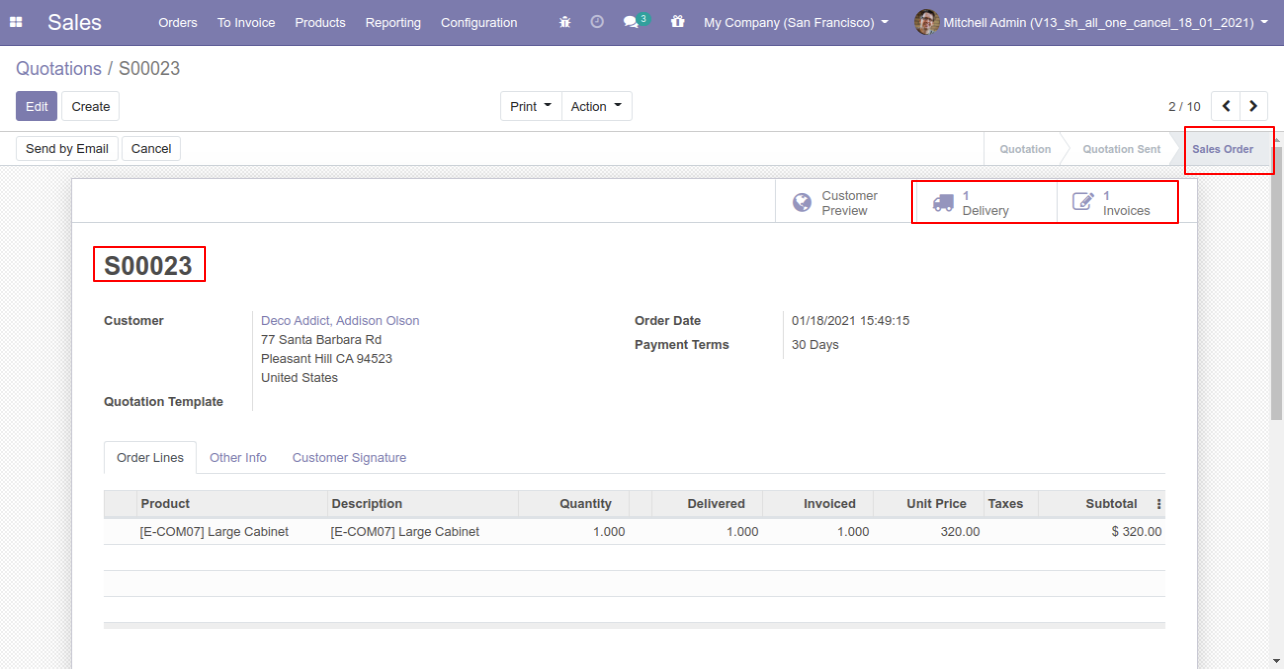 Sales Orders To Invoice Products Reporting Configuration 3 My Company (San Francisco) Mitchell Admin (V13_sh_all_one_cancel_18_01_2021)
Quotations / S00023
Edit Create Print Action 2 / 10
Send by Email Cancel Quotation Quotation Sent Sales Order
Customer Preview 1 Delivery 1 Invoices
S00023
Customer Deco Addict, Addison Olson Order Date 01/18/2021 15:49:15
77 Santa Barbara Rd Payment Terms 30 Days
Pleasant Hill CA 94523
United States
Quotation Template
Order Lines Other Info Customer Signature
Product Description Quantity Delivered Invoiced Unit Price Taxes Subtotal
[E-COM07] Large Cabinet [E-COM07] Large Cabinet 1.000 1.000 1.000 320.00 $ 320.00